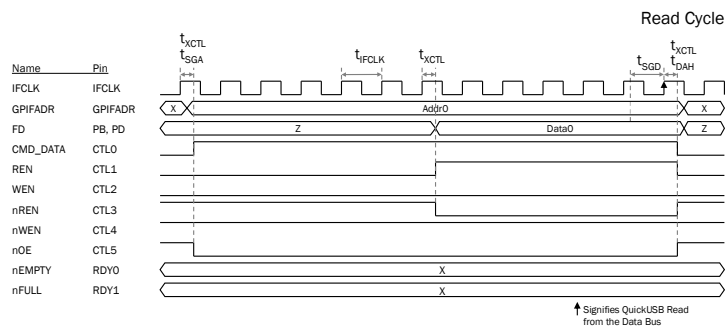 Read Cycle
tXCTL
tSGA
tIFCLK
tXCTL
tSGD
tXCTL
tDAH
Name Pin
IFCLK IFCLK
GPIFADR GPIFADR X Addr0 X
FD PB, PD Z Data0 Z
CMD_DATA CTL0
REN CTL1
WEN CTL2
nREN CTL3
nWEN CTL4
nOE CTL5
nEMPTY RDY0 X
nFULL RDY1 X
Signifies QuickUSB Read
from the Data Bus